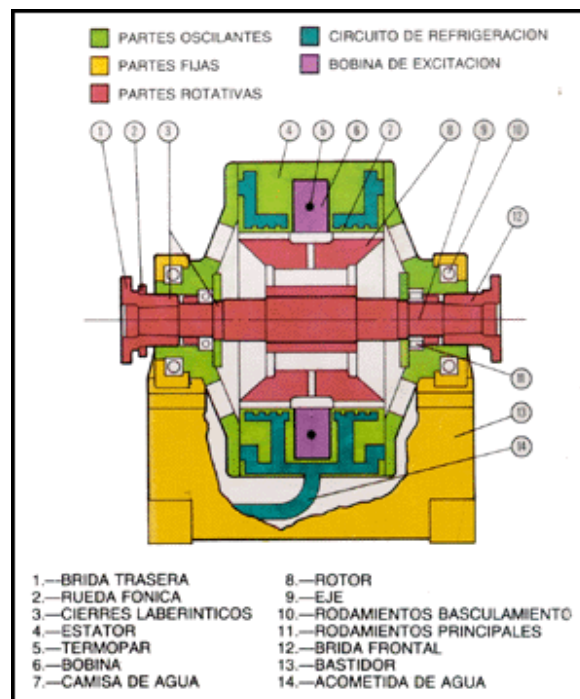 PARTES OSCILANTES
CIRCUITO DE REFRIGERACION
PARTES FIJAS
BOBINA DE EXCITACION
PARTES ROTATIVAS
1 2 3 4 5 6 7 8 9 10
12
11
13
14
1.—BRIDA TRASERA
2.—RUEDA FONICA
3.—CIERRES LABERINTICOS
4.—ESTATOR
5.—TERMOPAR
6.—BOBINA
7.—CAMISA DE AGUA
8.—ROTOR
9.—EJE
10.—RODAMIENTOS BASCULAMIENTO
11.—RODAMIENTOS PRINCIPALES
12.—BRIDA FRONTAL
13.—BASTIDOR
14.—ACOMETIDA DE AGUA